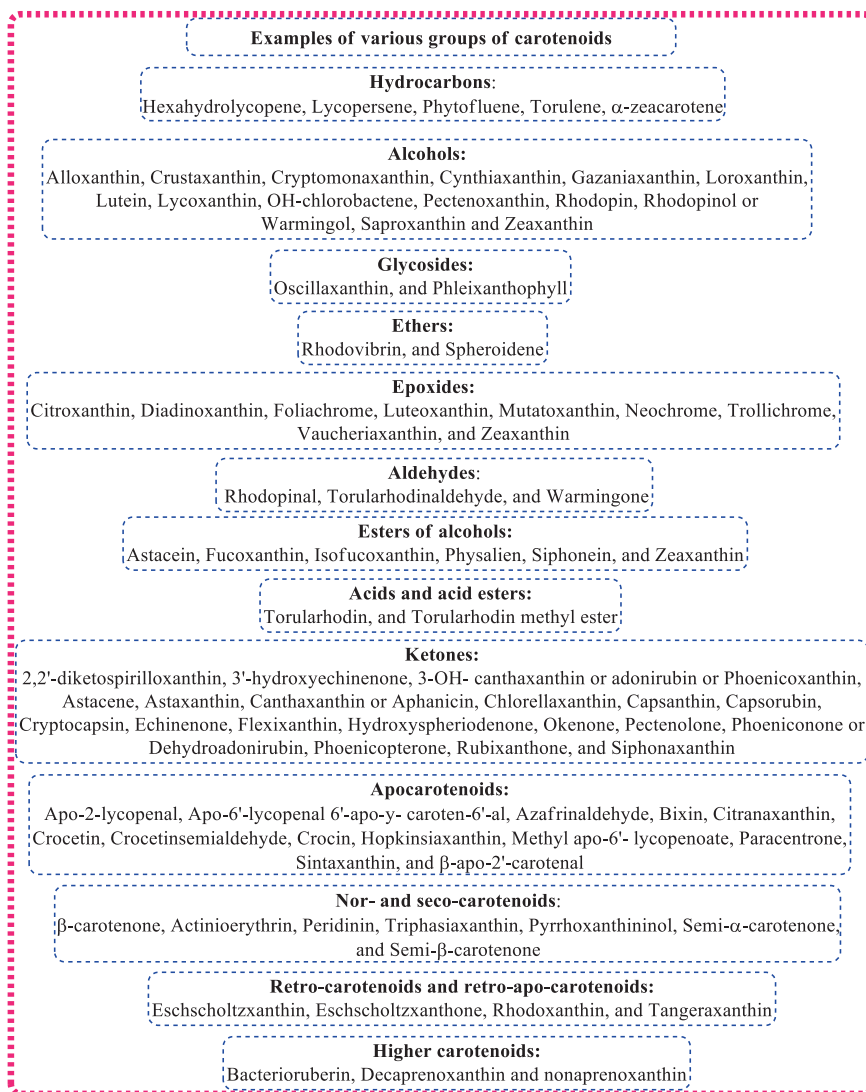 Examples of various groups of carotenoids
Hydrocarbons:
Hexahydrolycopene, Lycopersene, Phytofluene, Torulene, α-zeacarotene
Alcohols:
Alloxanthin, Crustaxanthin, Cryptomonaxanthin, Cynthiaxanthin, Gazaniaxanthin, Loroxanthin,
Lutein, Lycoxanthin, OH-chlorobactene, Pectenoxanthin, Rhodopin, Rhodopinol or
Warmingol, Saproxanthin and Zeaxanthin
Glycosides:
Oscillaxanthin, and Phleixanthophyll
Ethers:
Rhodovibrin, and Spheroidene
Epoxides:
Citroxanthin, Diadinoxanthin, Foliachrome, Luteoxanthin, Mutatoxanthin, Neochrome, Trollichrome,
Vaucheriaxanthin, and Zeaxanthin
Aldehydes:
Rhodopinal, Torularhodinaldehyde, and Warmingone
Esters of alcohols:
Astacein, Fucoxanthin, Isofucoxanthin, Physalien, Siphonein, and Zeaxanthin
Acids and acid esters:
Torularhodin, and Torularhodin methyl ester
Ketones:
2,2'-diketospirilloxanthin, 3'-hydroxyechinenone, 3-OH- canthaxanthin or adonirubin or Phoenicoxanthin,
Astacene, Astaxanthin, Canthaxanthin or Aphanicin, Chlorellaxanthin, Capsanthin, Capsorubin,
Cryptocapsin, Echinenone, Flexixanthin, Hydroxyspheriodenone, Okenone, Pectenolone, Phoeniconone or
Dehydroadonirubin, Phoenicopterone, Rubixanthone, and Siphonaxanthin
Apocarotenoids:
Apo-2-lycopenal, Apo-6'-lycopenal 6'-apo-y- caroten-6'-al, Azafrinaldehyde, Bixin, Citranaxanthin,
Crocetin, Crocetinsemialdehyde, Crocin, Hopkinsiaxanthin, Methyl apo-6'- lycopenoate, Paracentrone,
Sintaxanthin, and β-apo-2'-carotenal
Nor- and seco-carotenoids:
β-carotenone, Actinioerythrin, Peridinin, Triphasiaxanthin, Pyrrhoxanthininol, Semi-α-carotenone,
and Semi-β-carotenone
Retro-carotenoids and retro-apo-carotenoids:
Eschscholtzxanthin, Eschscholtzxanthone, Rhodoxanthin, and Tangeraxanthin
Higher carotenoids:
Bacterioruberin, Decaprenoxanthin and nonaprenoxanthin